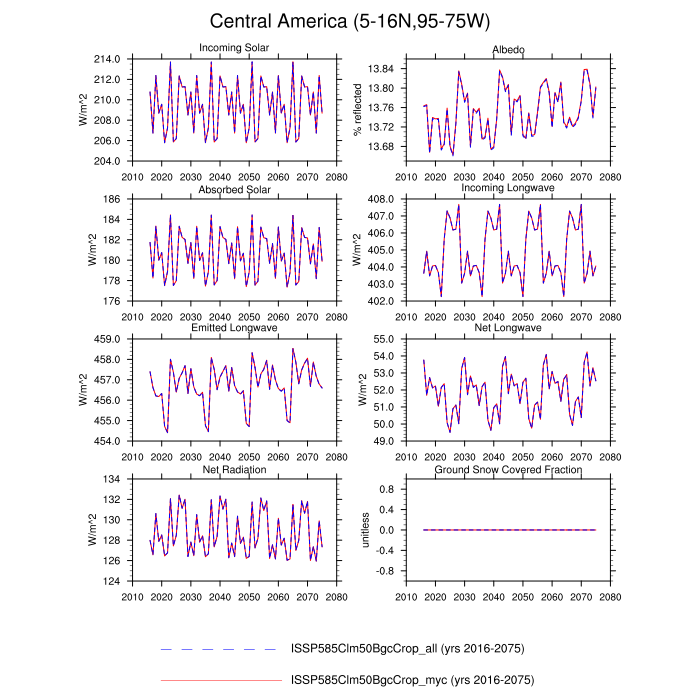 Central America (5-16N,95-75W)
Incoming Solar
W/m^2
214.0
212.0
210.0
208.0
206.0
204.0
2010 2020 2030 2040 2050 2060 2070 2080
Albedo
% reflected
13.84
13.80
13.76
13.72
13.68
2010 2020 2030 2040 2050 2060 2070 2080
Absorbed Solar
W/m^2
186
184
182
180
178
176
2010 2020 2030 2040 2050 2060 2070 2080
Incoming Longwave
W/m^2
408.0
407.0
406.0
405.0
404.0
403.0
402.0
2010 2020 2030 2040 2050 2060 2070 2080
Emitted Longwave
W/m^2
459.0
458.0
457.0
456.0
455.0
454.0
2010 2020 2030 2040 2050 2060 2070 2080
Net Longwave
W/m^2
55.0
54.0
53.0
52.0
51.0
50.0
49.0
2010 2020 2030 2040 2050 2060 2070 2080
Net Radiation
W/m^2
134
132
130
128
126
124
2010 2020 2030 2040 2050 2060 2070 2080
Ground Snow Covered Fraction
unitless
0.8
0.4
0.0
-0.4
-0.8
2010 2020 2030 2040 2050 2060 2070 2080
ISSP585Clm50BgcCrop_all (yrs 2016-2075)
ISSP585Clm50BgcCrop_myc (yrs 2016-2075)